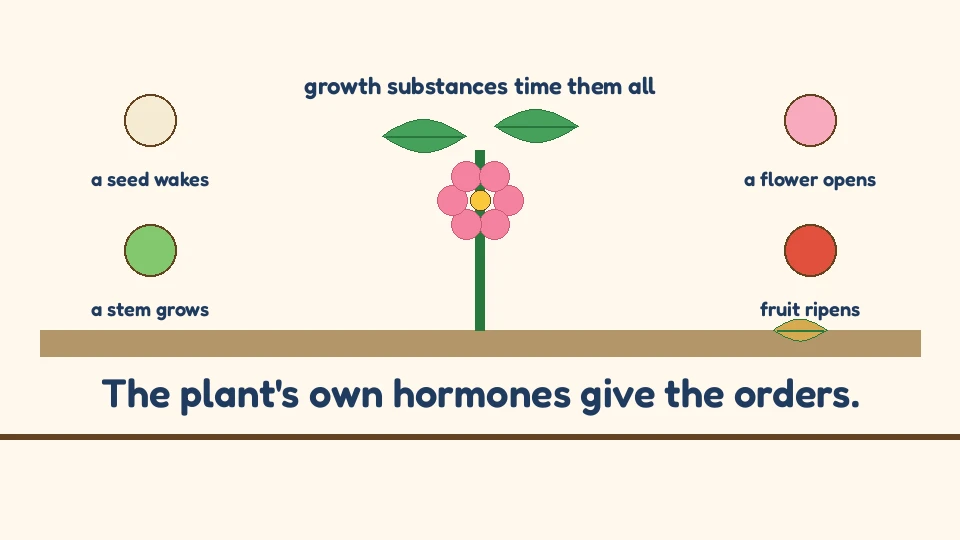 growth substances time them all
a seed wakes
a flower opens
a stem grows
fruit ripens
The plant's own hormones give the orders.